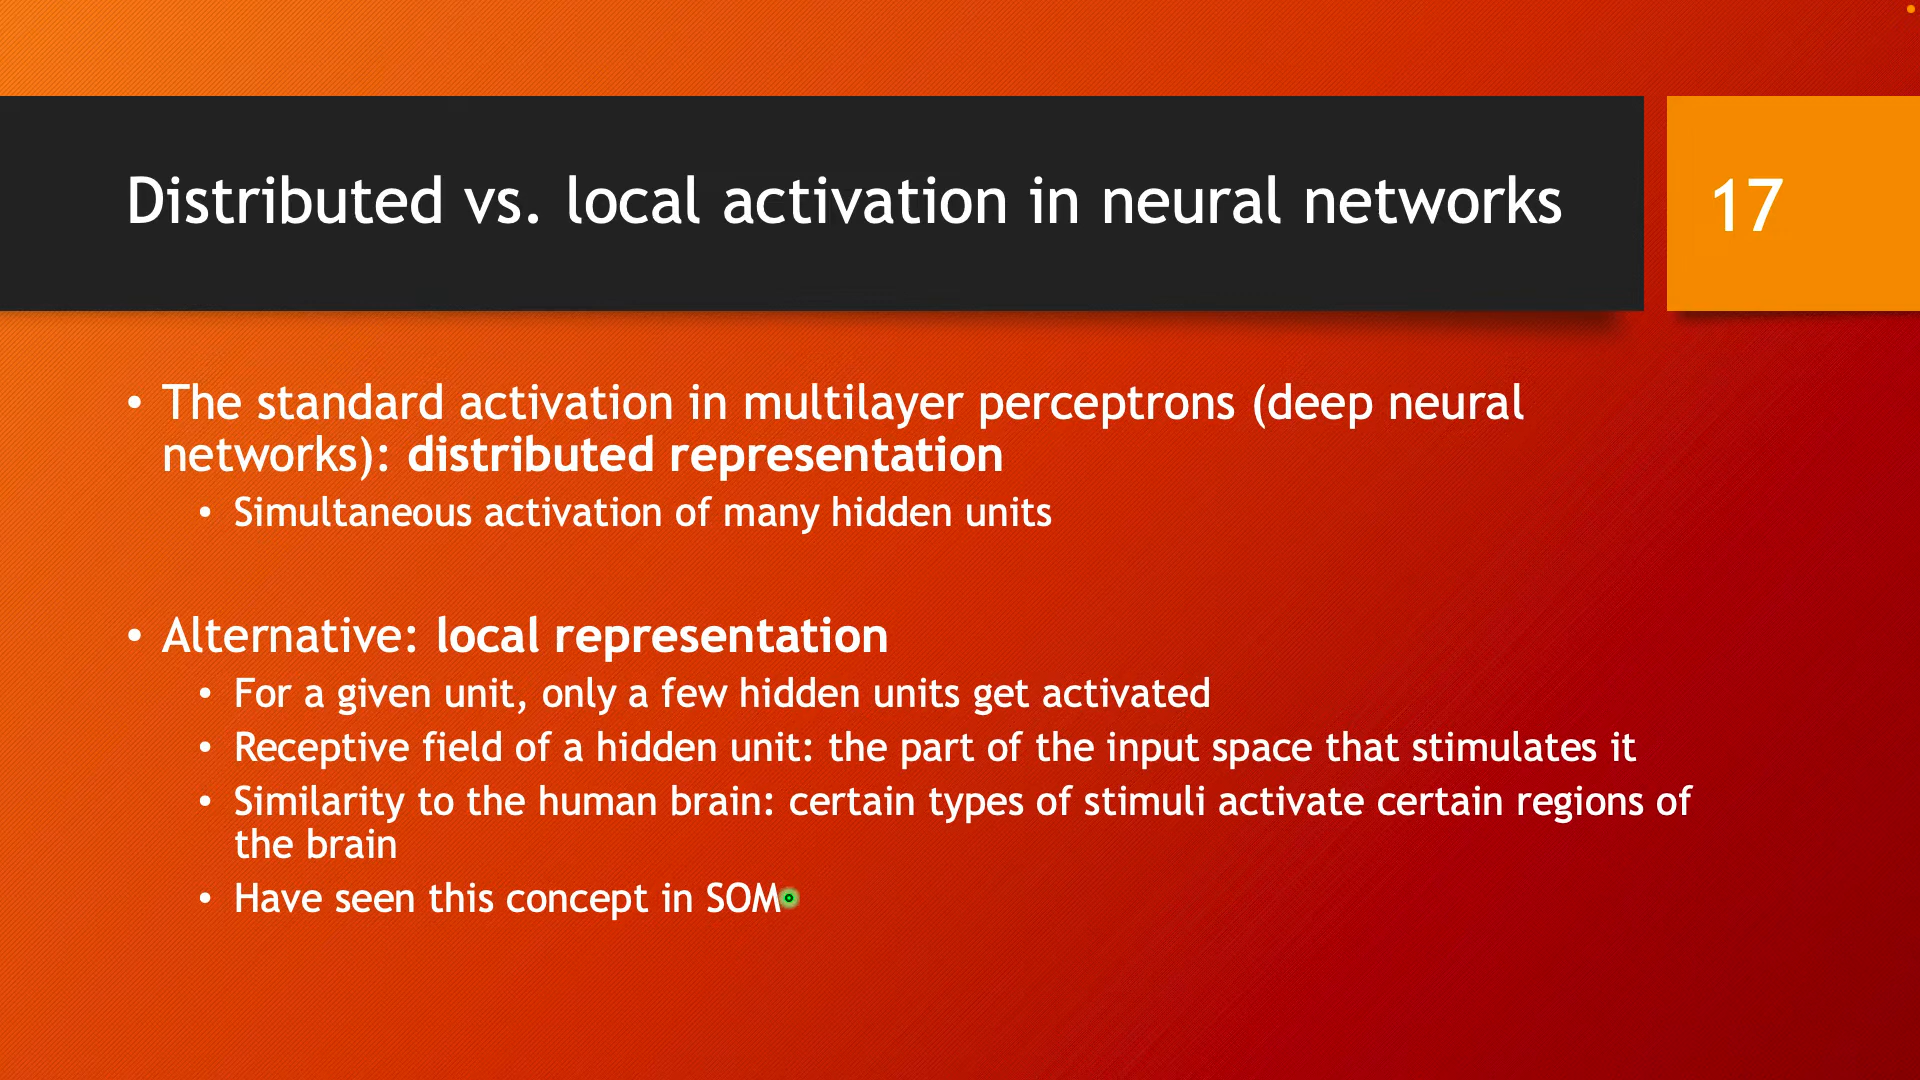 Distributed vs. local activation in neural networks
17
• The standard activation in multilayer perceptrons (deep neural
networks): distributed representation
• Simultaneous activation of many hidden units
• Alternative: local representation
• For a given unit, only a few hidden units get activated
• Receptive field of a hidden unit: the part of the input space that stimulates it
• Similarity to the human brain: certain types of stimuli activate certain regions of
the brain
• Have seen this concept in SOM